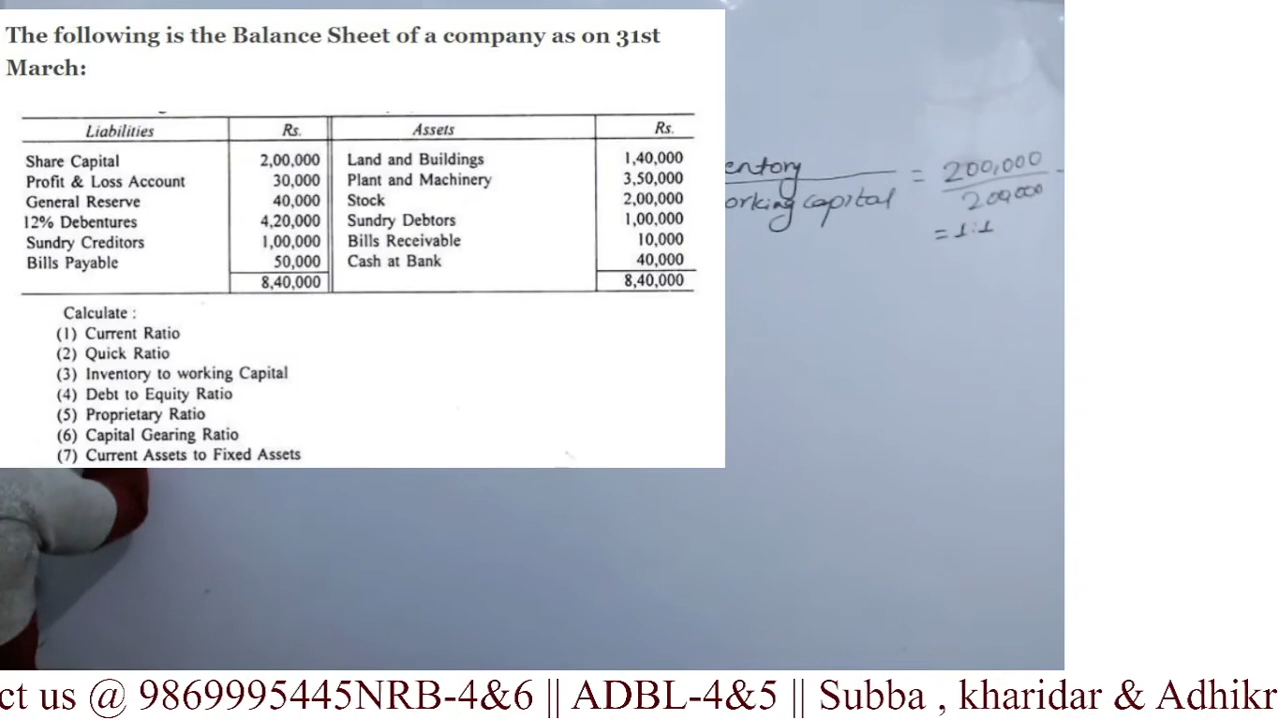 The following is the Balance Sheet of a company as on 31st
March:
Liabilities Rs. Assets Rs.
Share Capital 2,00,000 Land and Buildings 1,40,000
Profit & Loss Account 30,000 Plant and Machinery 3,50,000
General Reserve 40,000 Stock 2,00,000
12% Debentures 4,20,000 Sundry Debtors 1,00,000
Sundry Creditors 1,00,000 Bills Receivable 10,000
Bills Payable 50,000 Cash at Bank 40,000
8,40,000 8,40,000
Calculate :
(1) Current Ratio
(2) Quick Ratio
(3) Inventory to working Capital
(4) Debt to Equity Ratio
(5) Proprietary Ratio
(6) Capital Gearing Ratio
(7) Current Assets to Fixed Assets
entory = 200,000
orking capital 200000
= 1:1
ct us @ 9869995445NRB-4&6 || ADBL-4&5 || Subba , kharidar & Adhikr